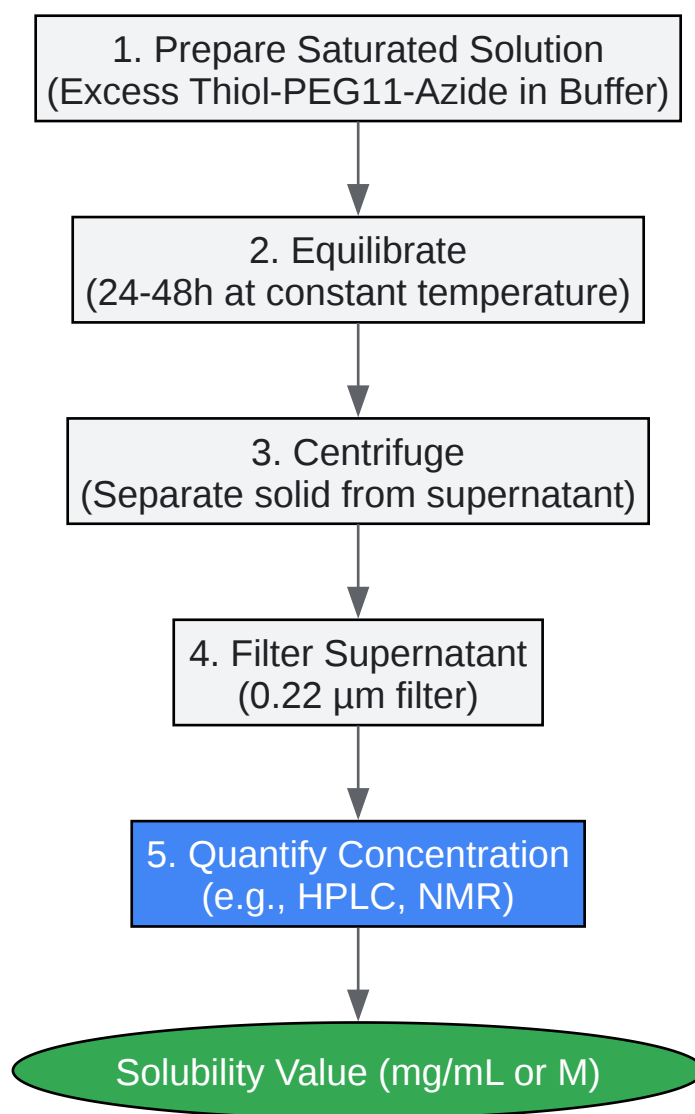 1. Prepare Saturated Solution
(Excess Thiol-PEG11-Azide in Buffer)
2. Equilibrate
(24-48h at constant temperature)
3. Centrifuge
(Separate solid from supernatant)
4. Filter Supernatant
(0.22 µm filter)
5. Quantify Concentration
(e.g., HPLC, NMR)
Solubility Value (mg/mL or M)